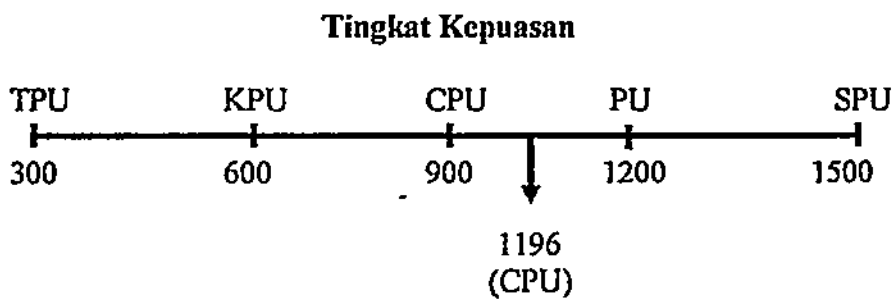 Tingkat Kepuasan
TPU KPU CPU PU SPU
300 600 900 1200 1500
1196
(CPU)